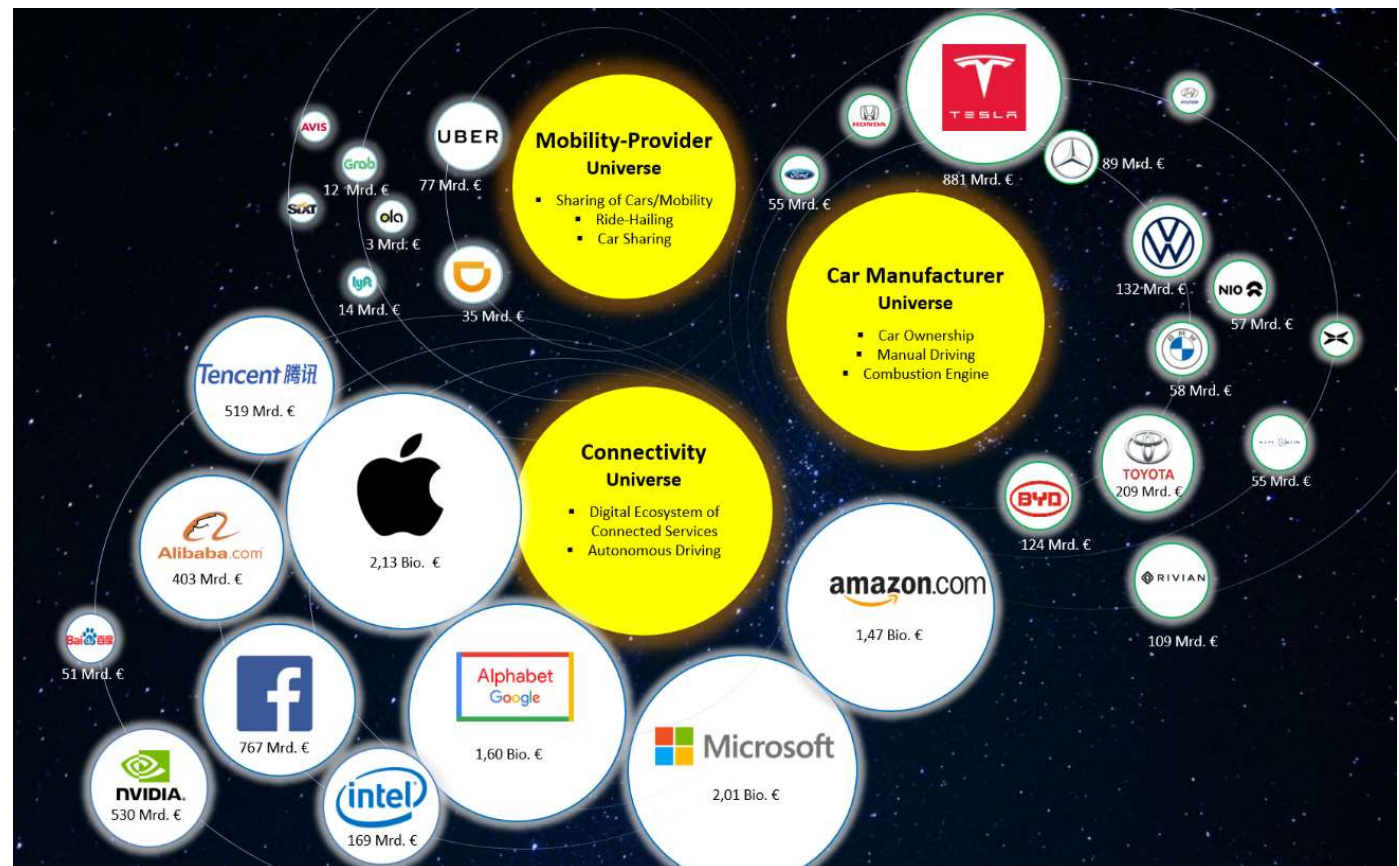 Mobility-Provider
Universe
▪ Sharing of Cars/Mobility
▪ Ride-Hailing
▪ Car Sharing
AVIS
Grab
12 Mrd. €
UBER
77 Mrd. €
SIXT
ola
3 Mrd. €
lyft
14 Mrd. €
35 Mrd. €
Car Manufacturer
Universe
▪ Car Ownership
▪ Manual Driving
▪ Combustion Engine
HONDA
Ford
55 Mrd. €
TESLA
881 Mrd. €
89 Mrd. €
HYUNDAI
132 Mrd. €
NIO
57 Mrd. €
BMW
58 Mrd. €
TOYOTA
209 Mrd. €
55 Mrd. €
BYD
124 Mrd. €
RIVIAN
109 Mrd. €
Connectivity
Universe
▪ Digital Ecosystem of
Connected Services
▪ Autonomous Driving
Tencent 腾讯
519 Mrd. €
2,13 Bio. €
Alibaba.com
403 Mrd. €
Bai百度
51 Mrd. €
767 Mrd. €
Alphabet
Google
1,60 Bio. €
amazon.com
1,47 Bio. €
Microsoft
2,01 Bio. €
NVIDIA.
530 Mrd. €
intel
169 Mrd. €